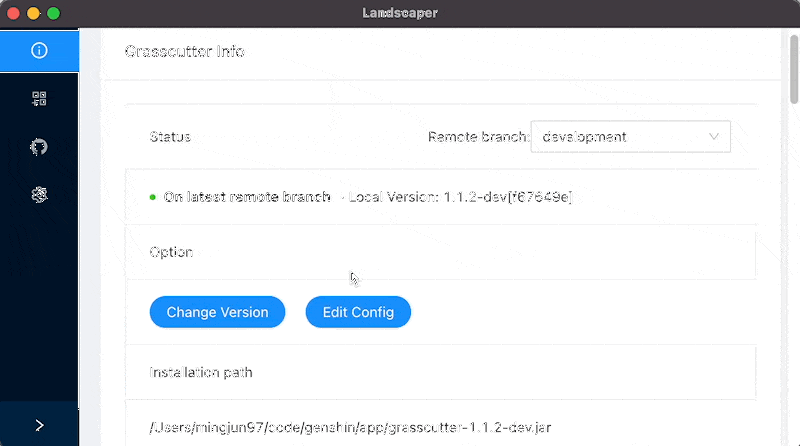 Landscaper
Grasscutter Info
Status
Remote branch: development
On latest remote branch · Local Version: 1.1.2-dev[f67649e]
Option
Change Version
Edit Config
Installation path
/Users/mingjun97/code/genshin/app/grasscutter-1.1.2-dev.jar